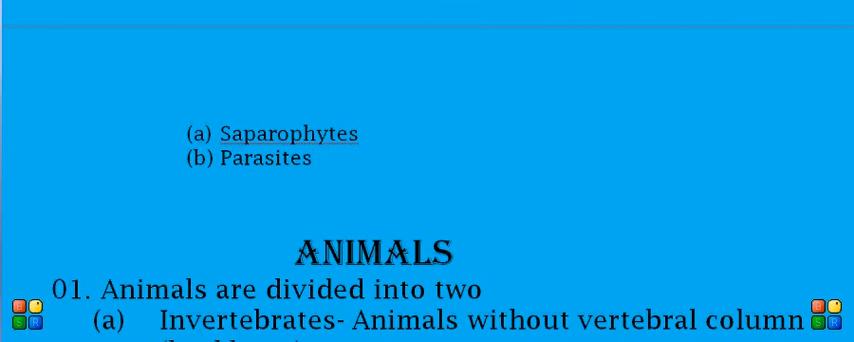 (a) Saparophytes
(b) Parasites
ANIMALS
01. Animals are divided into two
(a) Invertebrates- Animals without vertebral column
B
S R
B
S R